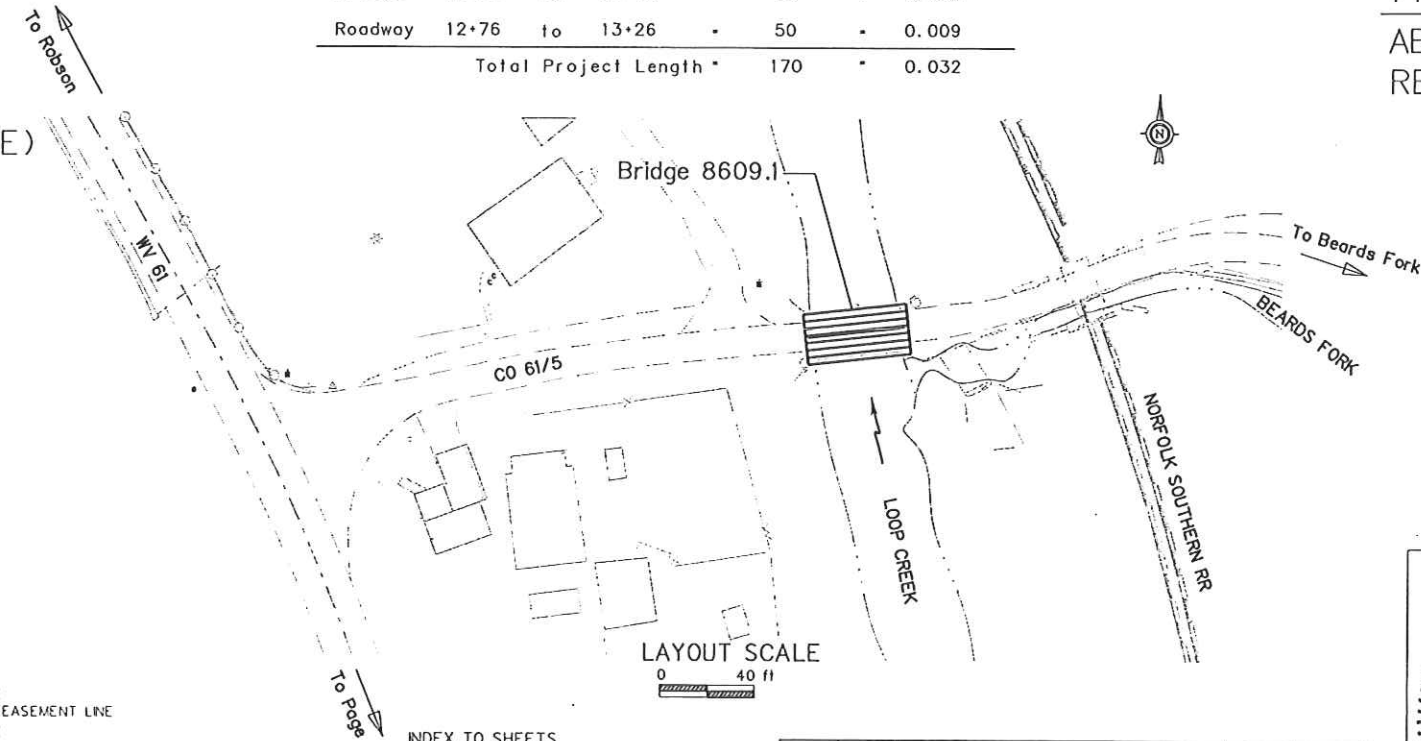 Roadway 12+76 to 13+26 - 50 - 0.009
Total Project Length - 170 - 0.032
AE
RE
E)
To Robson
N
Bridge 8609.1
WV 61
To Beards Fork
BEARDS FORK
CO 61/5
NORFOLK SOUTHERN RR
LOOP CREEK
LAYOUT SCALE
0 40 ft
To Page
EASEMENT LINE
INDEX TO SHEETS